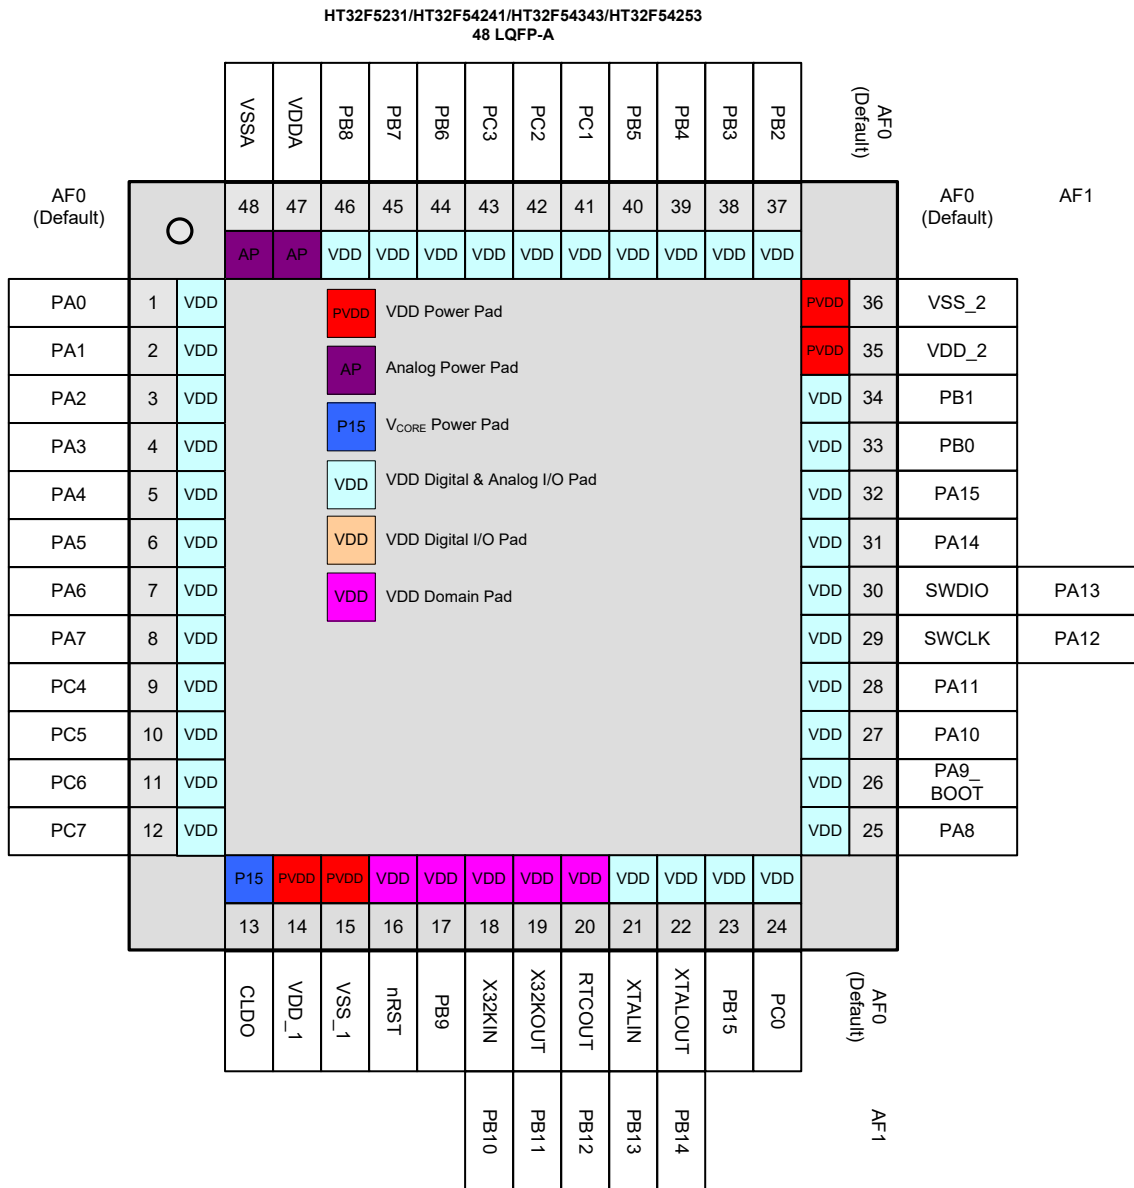 HT32F5231/HT32F54241/HT32F54343/HT32F54253
48 LQFP-A
VSSA VDDA PB8 PB7 PB6 PC3 PC2 PC1 PB5 PB4 PB3 PB2
AF0
(Default)
AF0
(Default)
48 47 46 45 44 43 42 41 40 39 38 37
AP AP VDD VDD VDD VDD VDD VDD VDD VDD VDD VDD
AF0
(Default)
AF1
PA0 1 VDD
PA1 2 VDD
PA2 3 VDD
PA3 4 VDD
PA4 5 VDD
PA5 6 VDD
PA6 7 VDD
PA7 8 VDD
PC4 9 VDD
PC5 10 VDD
PC6 11 VDD
PC7 12 VDD
PVDD VDD Power Pad
AP Analog Power Pad
P15 VCORE Power Pad
VDD VDD Digital & Analog I/O Pad
VDD VDD Digital I/O Pad
VDD VDD Domain Pad
PVDD 36 VSS_2
PVDD 35 VDD_2
VDD 34 PB1
VDD 33 PB0
VDD 32 PA15
VDD 31 PA14
VDD 30 SWDIO PA13
VDD 29 SWCLK PA12
VDD 28 PA11
VDD 27 PA10
VDD 26 PA9_
BOOT
VDD 25 PA8
P15 PVDD PVDD VDD VDD VDD VDD VDD VDD VDD VDD VDD
13 14 15 16 17 18 19 20 21 22 23 24
CLDO VDD_1 VSS_1 nRST PB9 X32KIN X32KOUT RTCOUT XTALIN XTALOUT PB15 PC0
AF0
(Default)
PB10 PB11 PB12 PB13 PB14
AF1